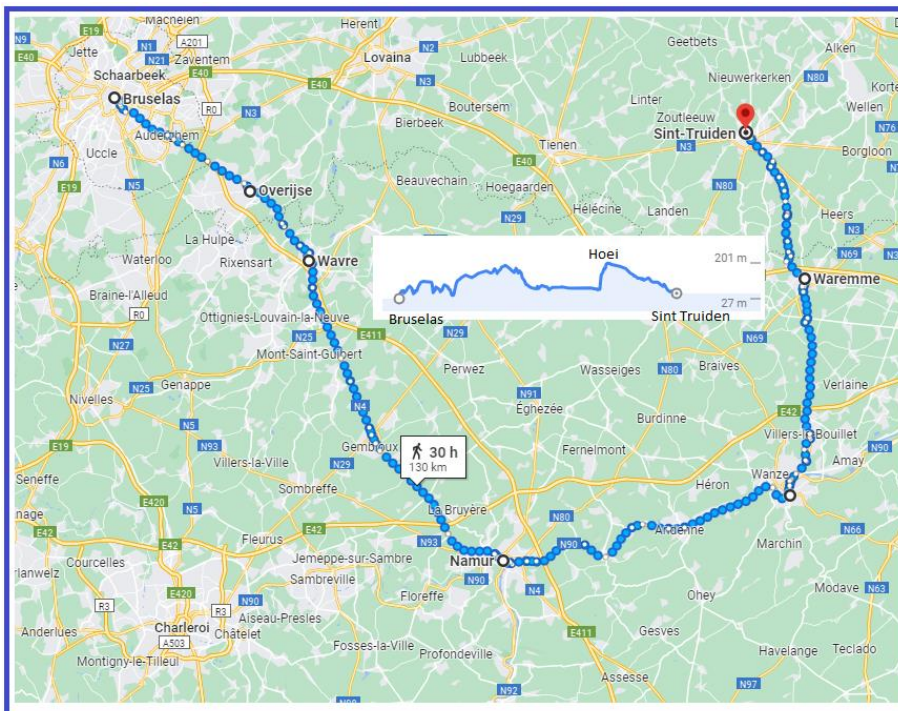 E19
Machelen
N9
N1
A201
Herent
N2
Geetbets
Jette
N21
Zaventem
Alken
E40
Lovaina
Lubbeek
Nieuwerkerken
N80
Schaarbeek
E40
N3
Korte
Bruselas
R0
N3
Boutersem
Linter
Zoutleeuw
Wellen
Bierbeek
N76
Sint-Truiden
Uccle
E40
Tienen
N3
Borgloon
N6
N5
Beauvechain
N80
E19
Overijse
Hoegaarden
N29
Hélécine
Landen
Heers
La Hulpe
N3
Waterloo
Rixensart
Wavre
Hoei
201 m
N69
E40
Waremme
Braine-l'Alleud
27 m
R0
Ottignies-Louvain-la-Neuve
Bruselas
N29
Sint Truiden
E411
N25
N80
N69
N27
Mont-Saint-Guibert
Perwez
Wasseiges
Braives
N25
Genappe
N91
Verlaine
Nivelles
N4
Éghezée
Burdinne
E42
N5
30 h
Villers-le-Bouillet
E19
N93
Gembloux
130 km
Fernelmont
N90
Villers-la-Ville
N29
Amay
Wanze
Seneffe
Sombreffe
Héron
E420
N5
La Bruyère
N80
E42
Andenne
N66
E42
Fleurus
N93
N90
Marchin
Courcelles
Jemeppe-sur-Sambre
Namur
E420
Sambreville
N90
N4
Modave
N63
R3
N90
Floreffe
Ohey
R3
Aiseau-Presles
Anderlues
Charleroi
Châtelet
E411
Gesves
A503
Fosses-la-Ville
Profondeville
Havelange
Teclado
Montigny-le-Tilleul
N92
Assesse
N97
N5